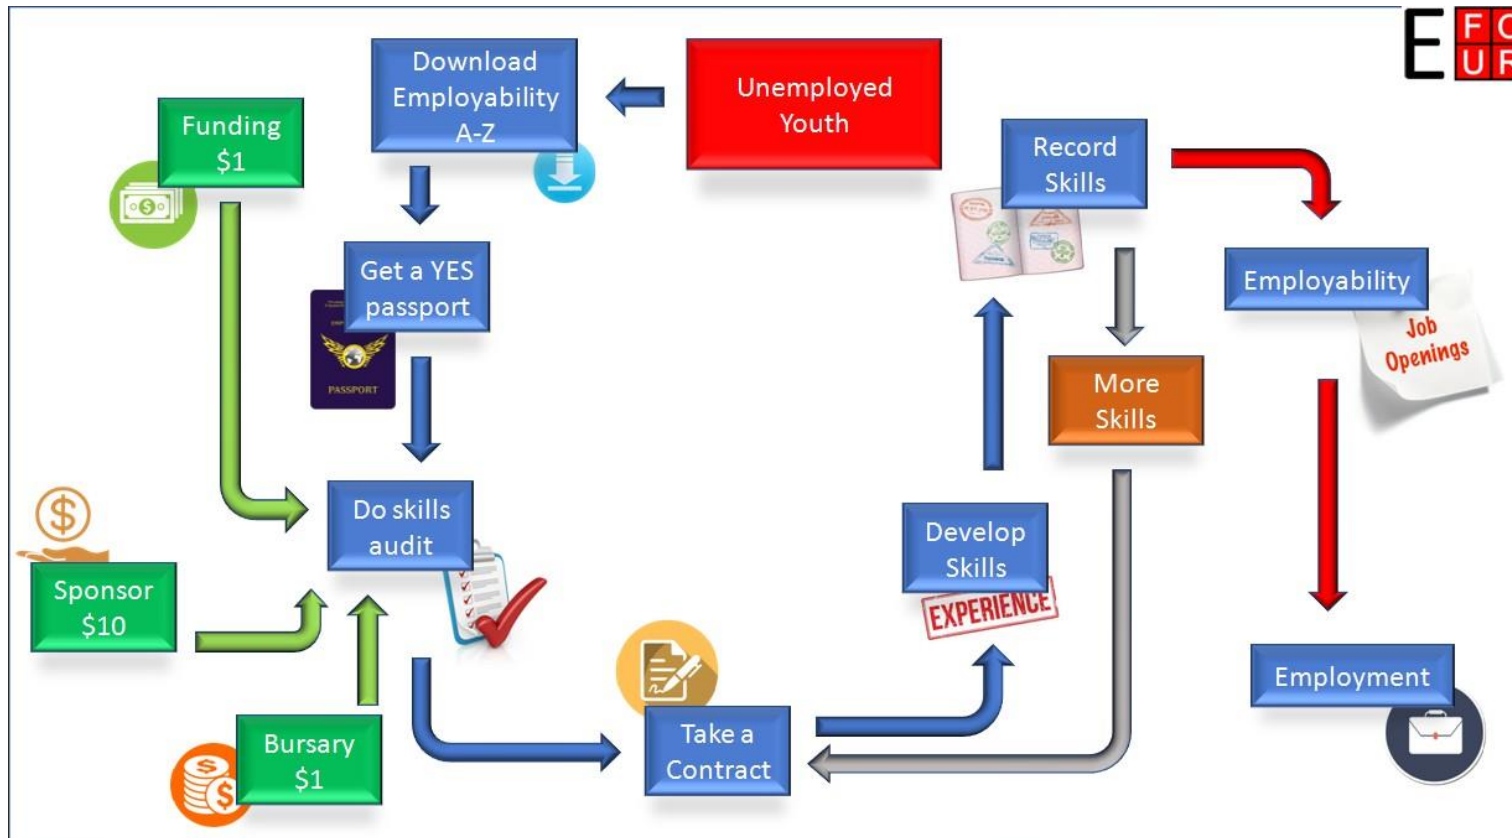 E
F O
U R
Unemployed
Youth
Download
Employability
A-Z
Get a YES
passport
PASSPORT
Funding
$1
Do skills
audit
Sponsor
$10
Bursary
$1
Take a
Contract
Develop
Skills
EXPERIENCE
Record
Skills
More
Skills
Employability
Job
Openings
Employment